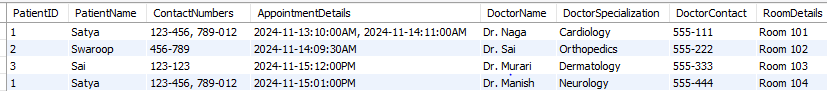 PatientID PatientName ContactNumbers AppointmentDetails DoctorName DoctorSpecialization DoctorContact RoomDetails
1 Satya 123-456, 789-012 2024-11-13:10:00AM, 2024-11-14:11:00AM Dr. Naga Cardiology 555-111 Room 101
2 Swaroop 456-789 2024-11-14:09:30AM Dr. Sai Orthopedics 555-222 Room 102
3 Sai 123-123 2024-11-15:12:00PM Dr. Murari Dermatology 555-333 Room 103
1 Satya 123-456, 789-012 2024-11-15:01:00PM Dr. Manish Neurology 555-444 Room 104